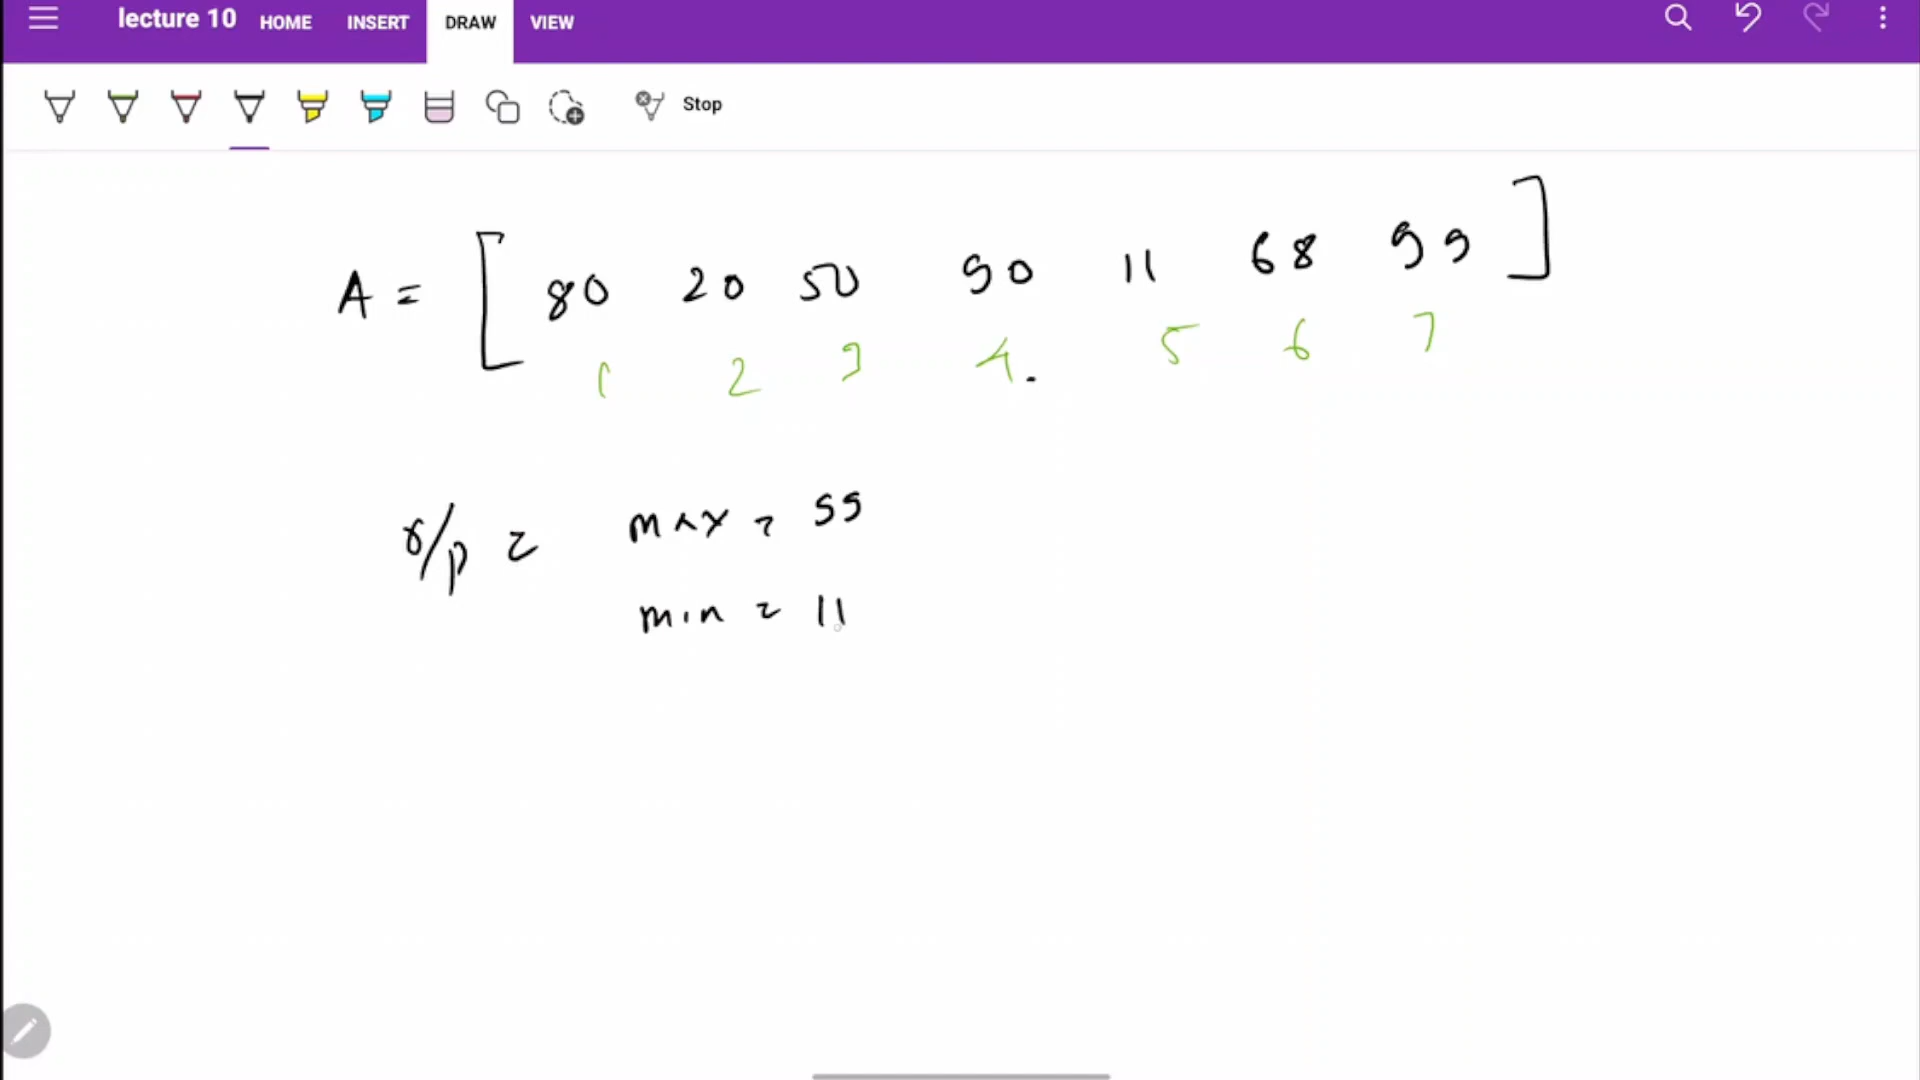 lecture 10 HOME INSERT DRAW VIEW
Stop
A = [ 80 20 50 90 11 68 99 ]
1 2 3 4. 5 6 7
o/p = max = 99
min = 11